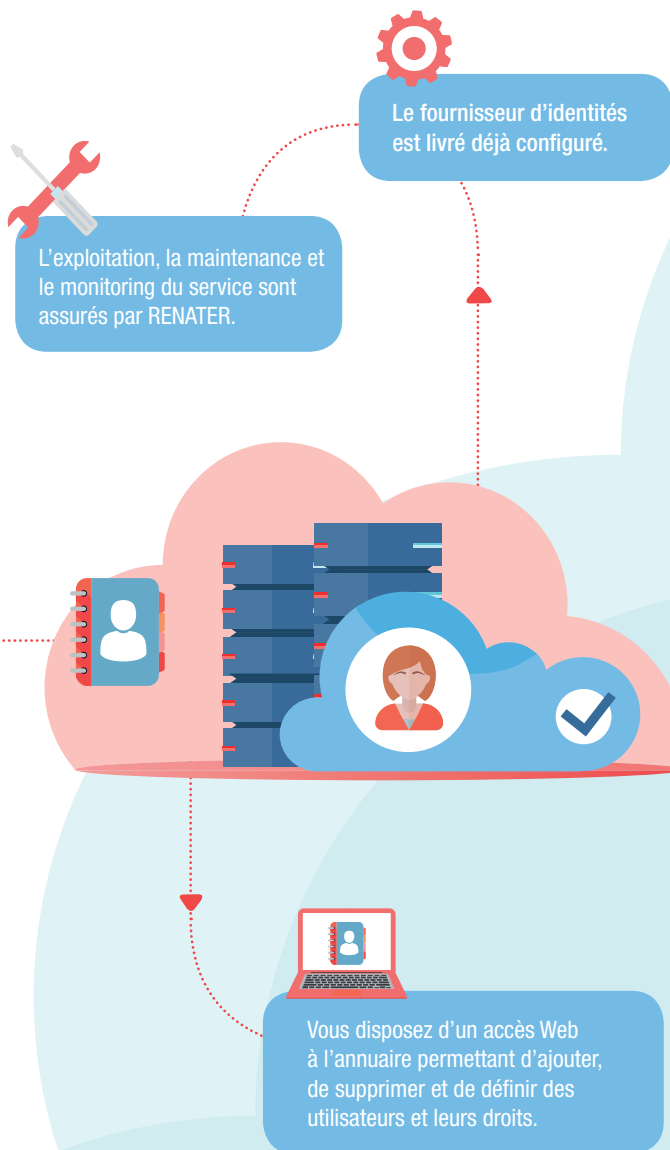 Le fournisseur d’identités
est livré déjà configuré.
L’exploitation, la maintenance et
le monitoring du service sont
assurés par RENATER.
Vous disposez d’un accès Web
à l’annuaire permettant d’ajouter,
de supprimer et de définir des
utilisateurs et leurs droits.